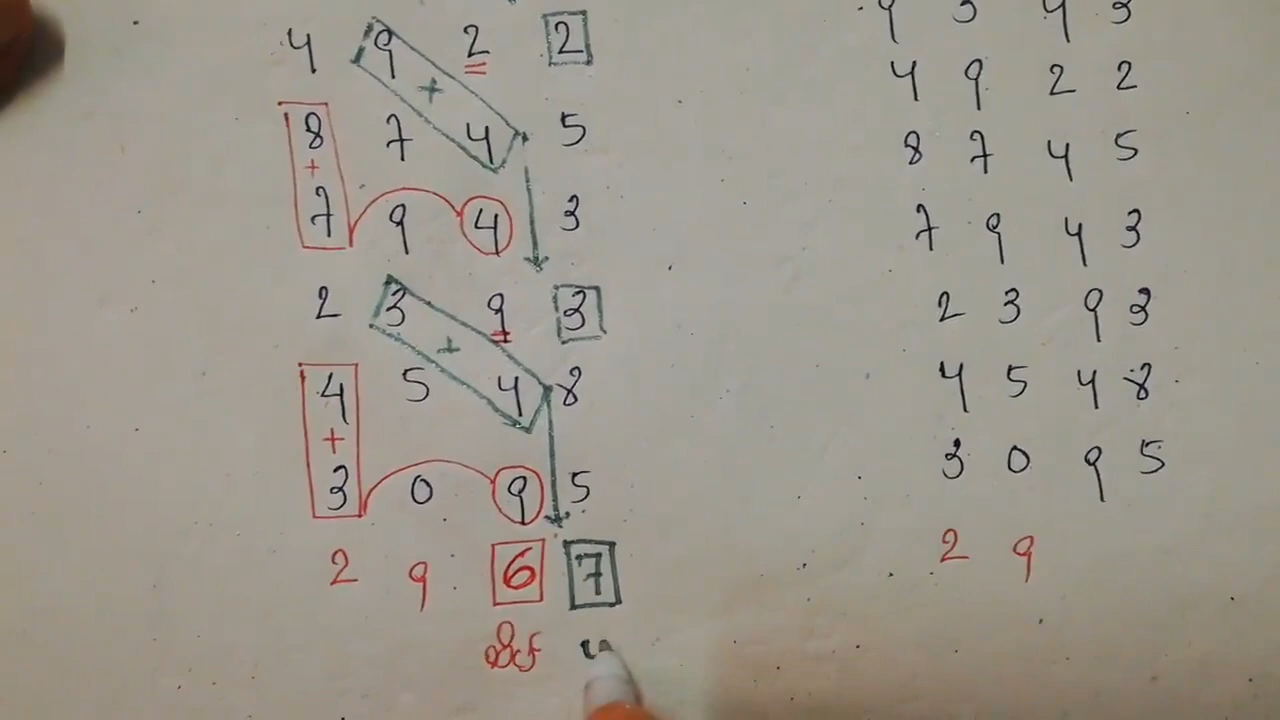 4 9 2 2
+
8 7 4 5
+
7 9 4 3
2 3 9 3
+
4 5 4 8
+
3 0 9 5
2 9 6 7
4 9 2 2
8 7 4 5
7 9 4 3
2 3 9 3
4 5 4 8
3 0 9 5
2 9